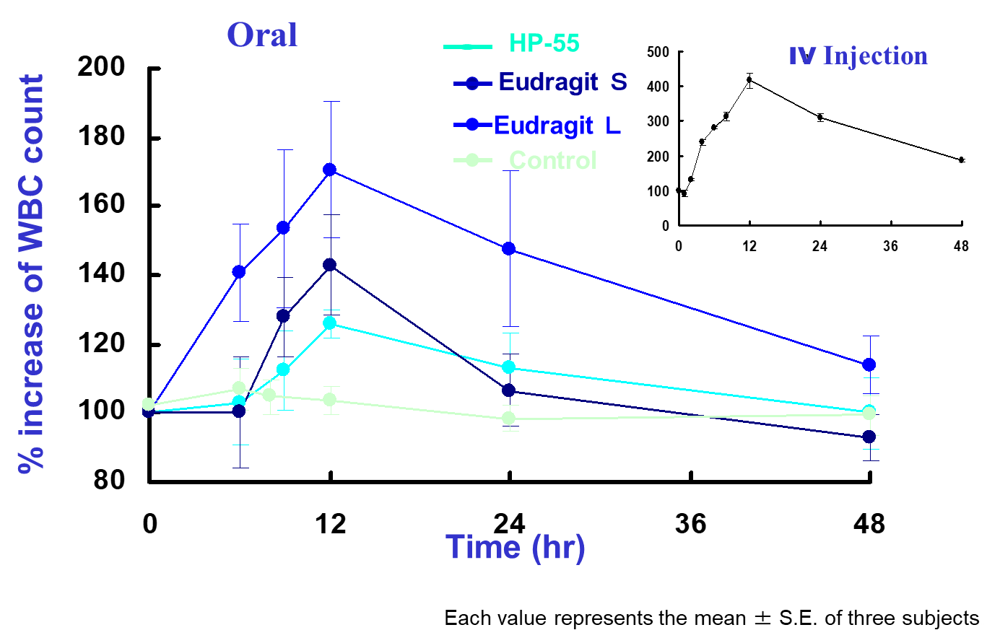 Oral
HP-55
Eudragit S
Eudragit L
Control
% increase of WBC count
200
180
160
140
120
100
80
0
12
24
36
48
Time (hr)
IV Injection
500
400
300
200
100
0
0
12
24
36
48
Each value represents the mean ± S.E. of three subjects